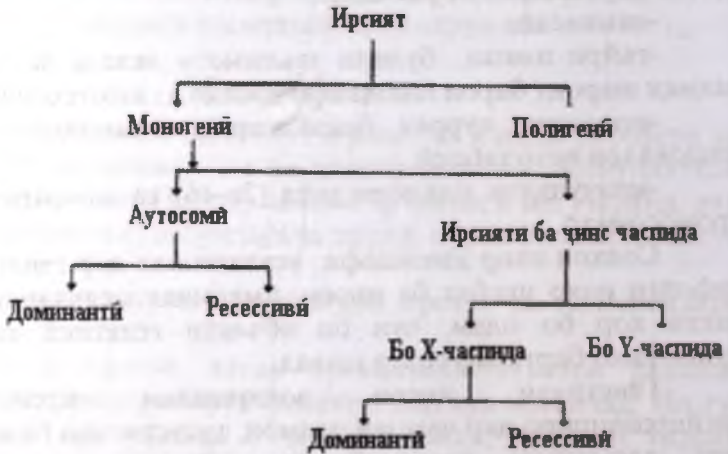 Ирсият
Моногенӣ Полигенӣ
Аутосомӣ Ирсияти ба ҷинс часпида
Доминантӣ Ресессивӣ
Бо Х-часпида Бо Y-часпида
Доминантӣ Ресессивӣ